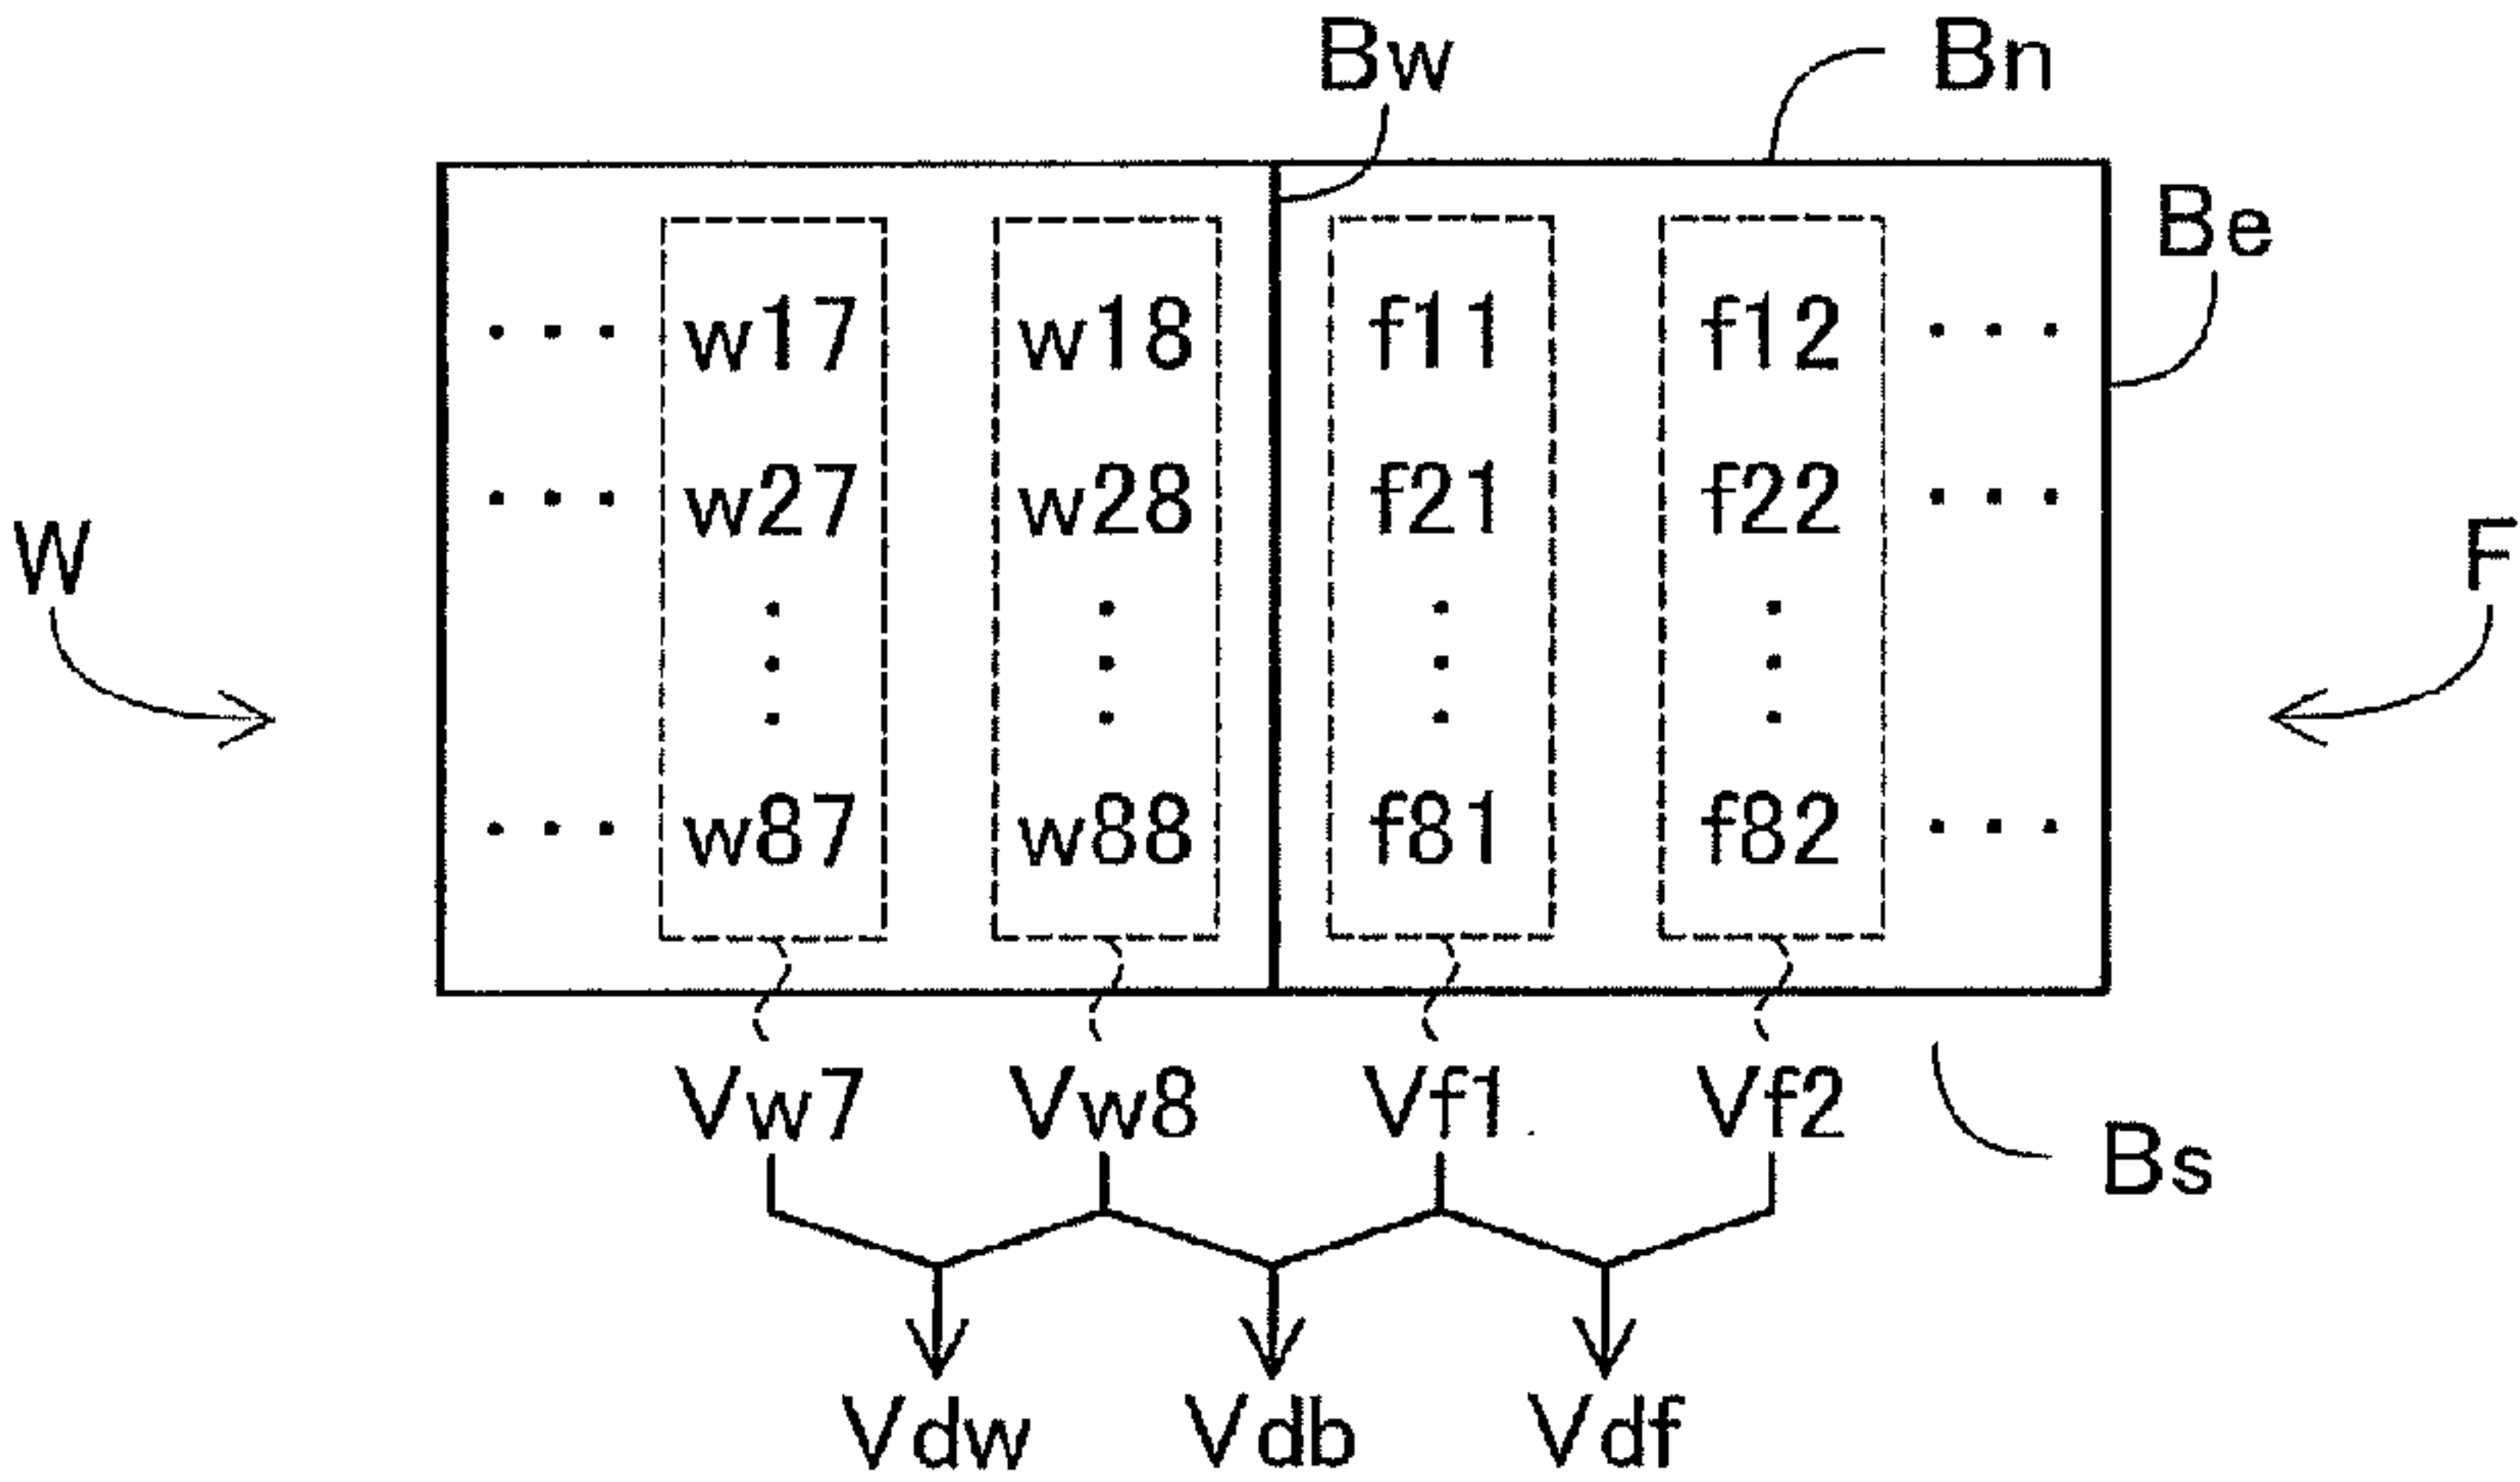 Bw Bn
Be
··· w17 w18 f11 f12 ···
··· w27 w28 f21 f22 ···
W F
··· w87 w88 f81 f82 ···
Vw7 Vw8 Vf1 Vf2
Bs
Vdw Vdb Vdf